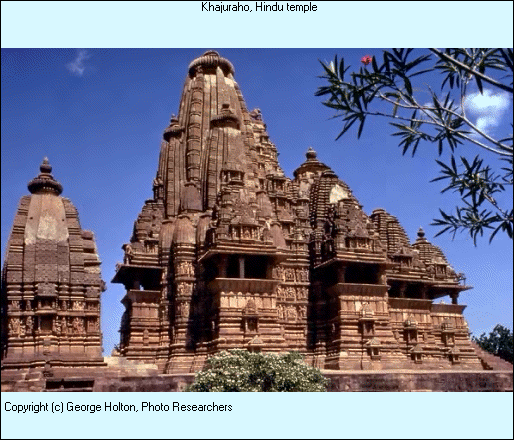 Khajuraho, Hindu temple
Copyright (c) George Holton, Photo Researchers